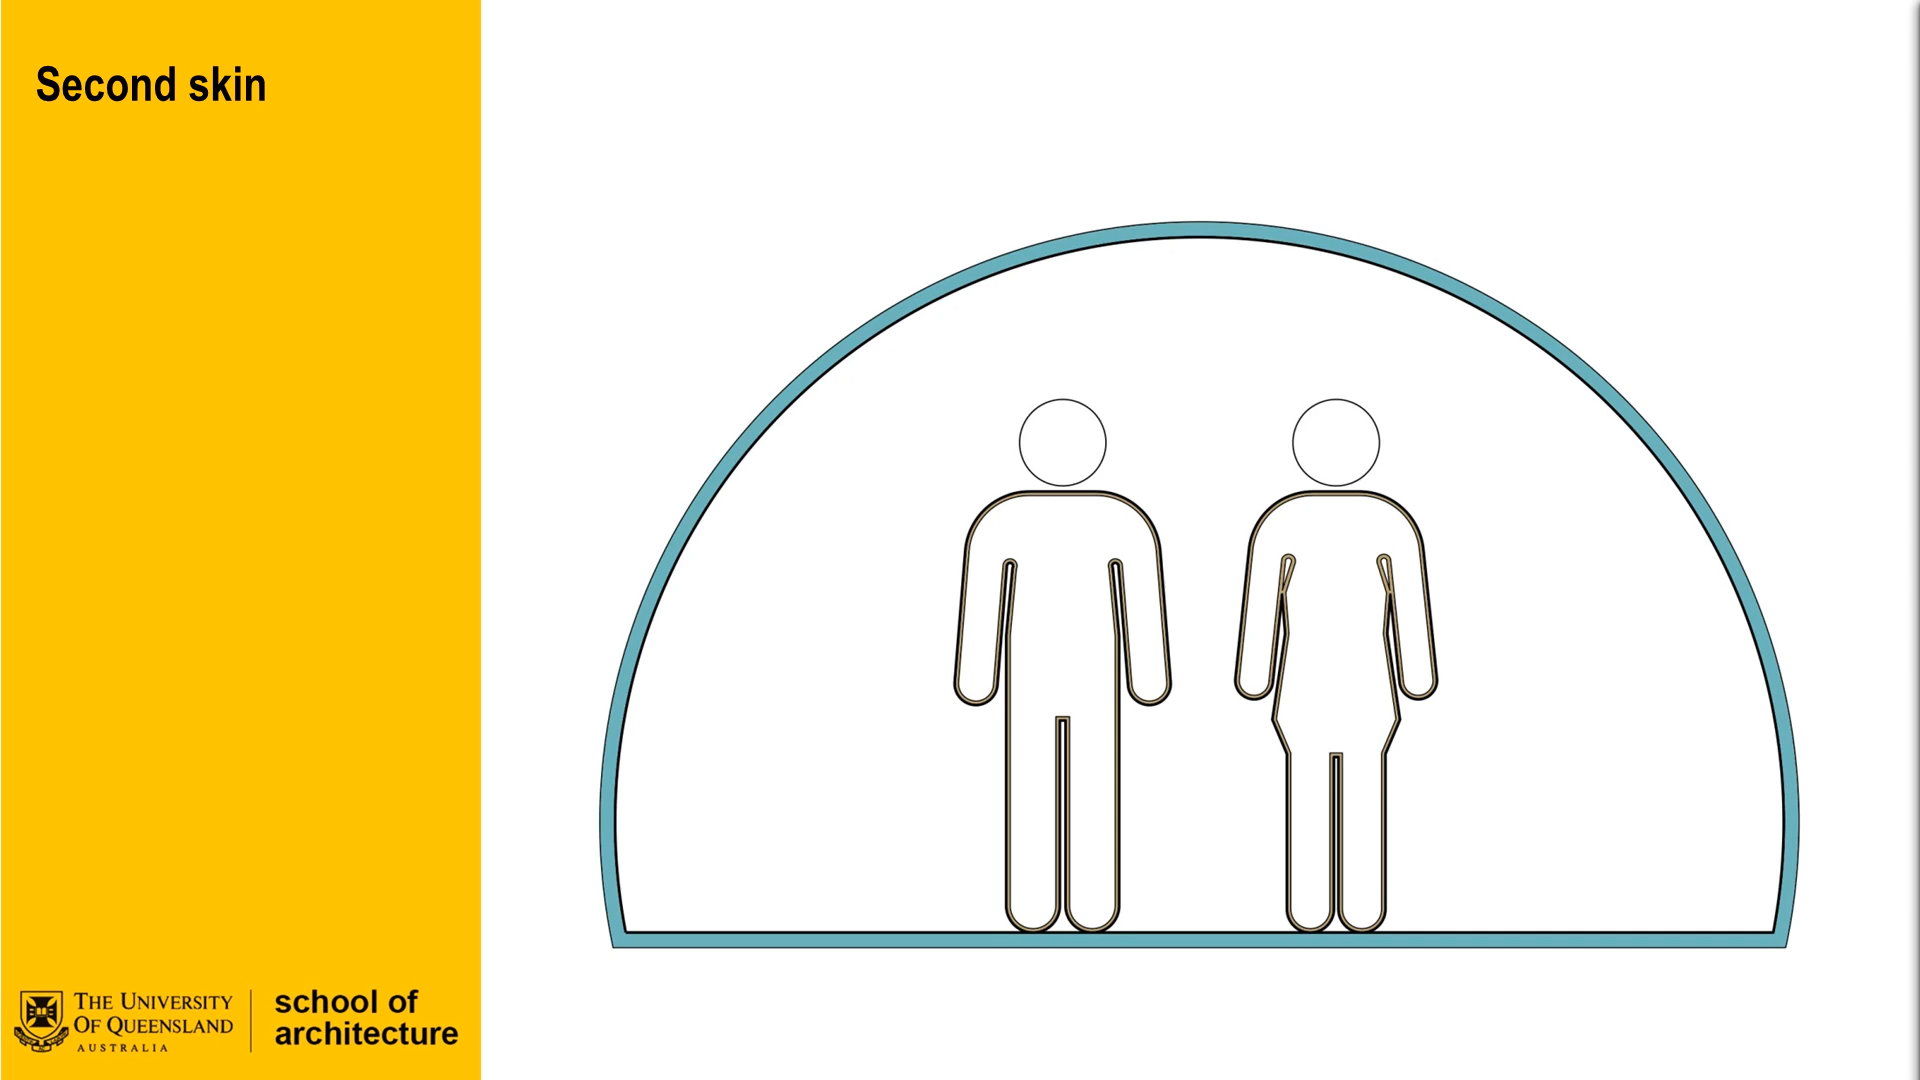 Second skin
THE UNIVERSITY
OF QUEENSLAND
AUSTRALIA
school of
architecture